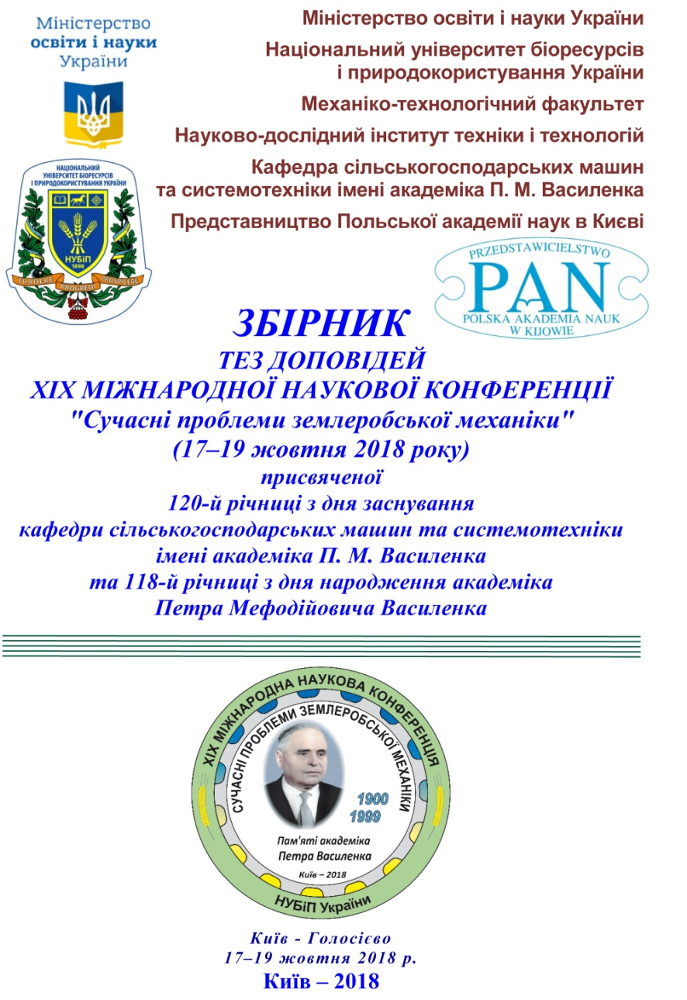 Міністерство
освіти і науки
України
Міністерство освіти і науки України
Національний університет біоресурсів
і природокористування України
Механіко-технологічний факультет
Науково-дослідний інститут техніки і технологій
Кафедра сільськогосподарських машин
та системотехніки імені академіка П. М. Василенка
Представництво Польської академії наук в Києві
НАЦІОНАЛЬНИЙ
УНІВЕРСИТЕТ БІОРЕСУРСІВ
І ПРИРОДОКОРИСТУВАННЯ УКРАЇНИ
НУБіП
1898
TRADERE
PROGREDI
PROSPICERE
PRZEDSTAWICIELSTWO
PAN
POLSKA AKADEMIA NAUK
W KIJOWIE
ЗБІРНИК
ТЕЗ ДОПОВІДЕЙ
XIX МІЖНАРОДНОЇ НАУКОВОЇ КОНФЕРЕНЦІЇ
"Сучасні проблеми землеробської механіки"
(17–19 жовтня 2018 року)
присвяченої
120-й річниці з дня заснування
кафедри сільськогосподарських машин та системотехніки
імені академіка П. М. Василенка
та 118-й річниці з дня народження академіка
Петра Мефодійовича Василенка
XIX МІЖНАРОДНА НАУКОВА КОНФЕРЕНЦІЯ
СУЧАСНІ ПРОБЛЕМИ ЗЕМЛЕРОБСЬКОЇ МЕХАНІКИ
1900
1999
Пам'яті академіка
Петра Василенка
Київ – 2018
НУБіП України
Київ - Голосієво
17–19 жовтня 2018 р.
Київ – 2018